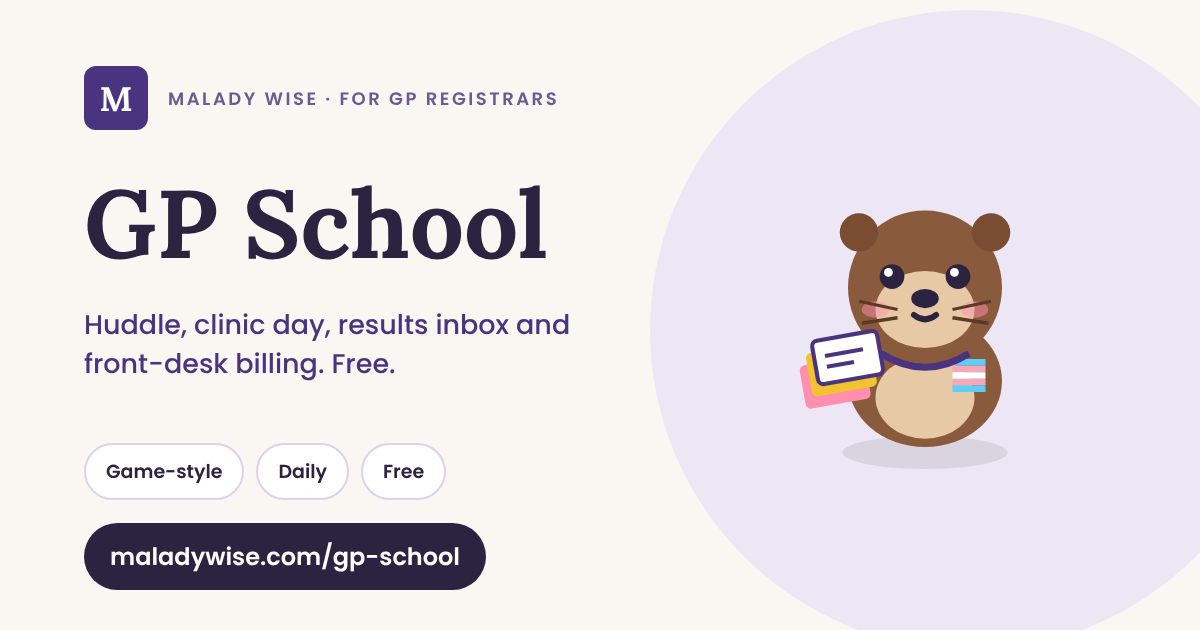 M
MALADY WISE · FOR GP REGISTRARS
GP School
Huddle, clinic day, results inbox and
front-desk billing. Free.
Game-style
Daily
Free
maladywise.com/gp-school